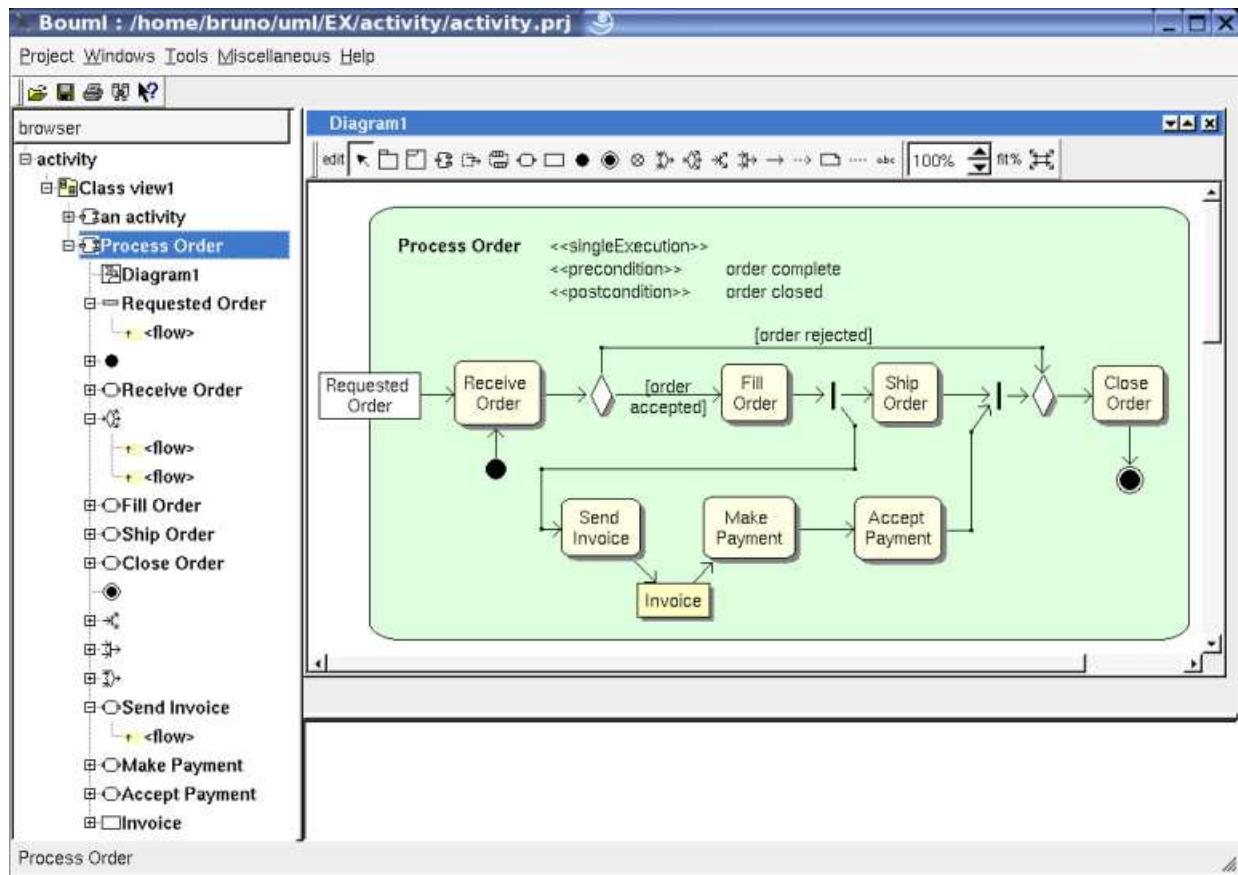 Bouml : /home/bruno/uml/EX/activity/activity.prj
Project Windows Tools Miscellaneous Help
browser
activity
Class view1
an activity
Process Order
Diagram1
Requested Order
<flow>
Receive Order
<flow>
<flow>
Fill Order
Ship Order
Close Order
Send Invoice
<flow>
Make Payment
Accept Payment
Invoice
Diagram1
edit abc 100% fit%
Process Order <<singleExecution>>
<<precondition>> order complete
<<postcondition>> order closed
[order rejected]
Requested
Order
Receive
Order
[order
accepted]
Fill
Order
Ship
Order
Close
Order
Send
Invoice
Make
Payment
Accept
Payment
Invoice
Process Order